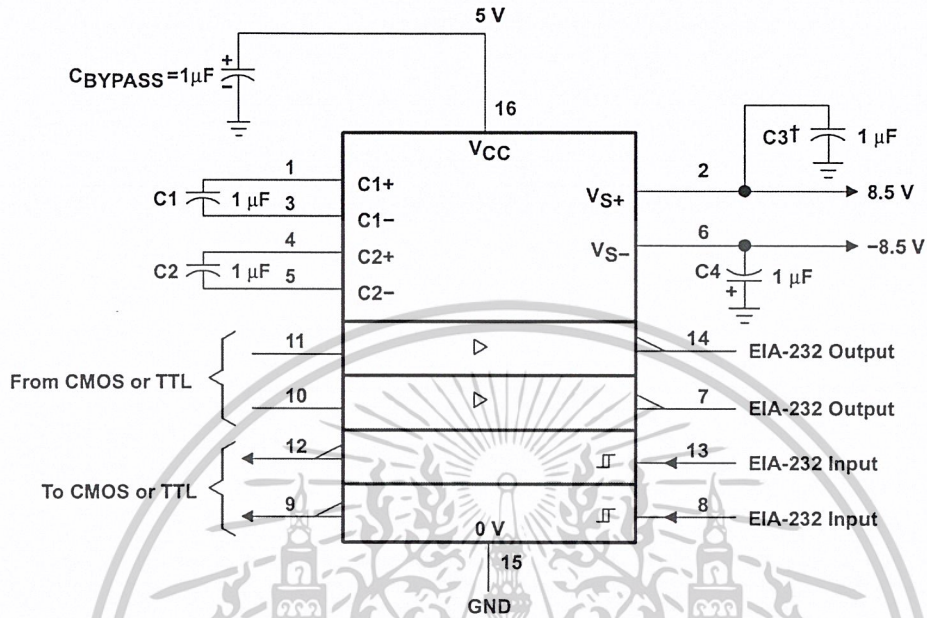 5 V
CBYPASS = 1µF
+
−
16
VCC
C3† 1 µF
1
C1+
2
VS+
8.5 V
C1 1 µF
3
C1−
4
C2+
6
VS−
−8.5 V
C2 1 µF
5
C2−
C4 1 µF
+
11
14
EIA-232 Output
From CMOS or TTL
10
7
EIA-232 Output
12
13
EIA-232 Input
To CMOS or TTL
9
8
EIA-232 Input
0 V
15
GND